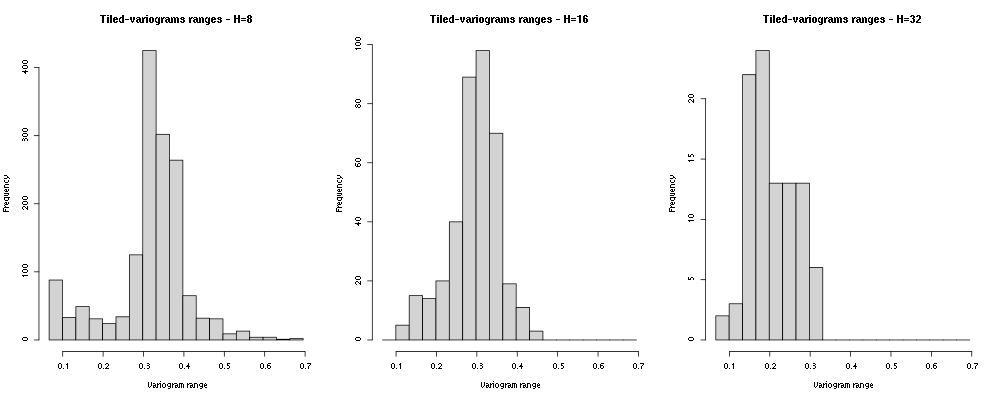 Tiled-variograms ranges - H=8
Frequency
0
100
200
300
400
0.1 0.2 0.3 0.4 0.5 0.6 0.7
Variogram range
Tiled-variograms ranges - H=16
Frequency
0
20
40
60
80
100
0.1 0.2 0.3 0.4 0.5 0.6 0.7
Variogram range
Tiled-variograms ranges - H=32
Frequency
0
5
10
15
20
0.1 0.2 0.3 0.4 0.5 0.6 0.7
Variogram range